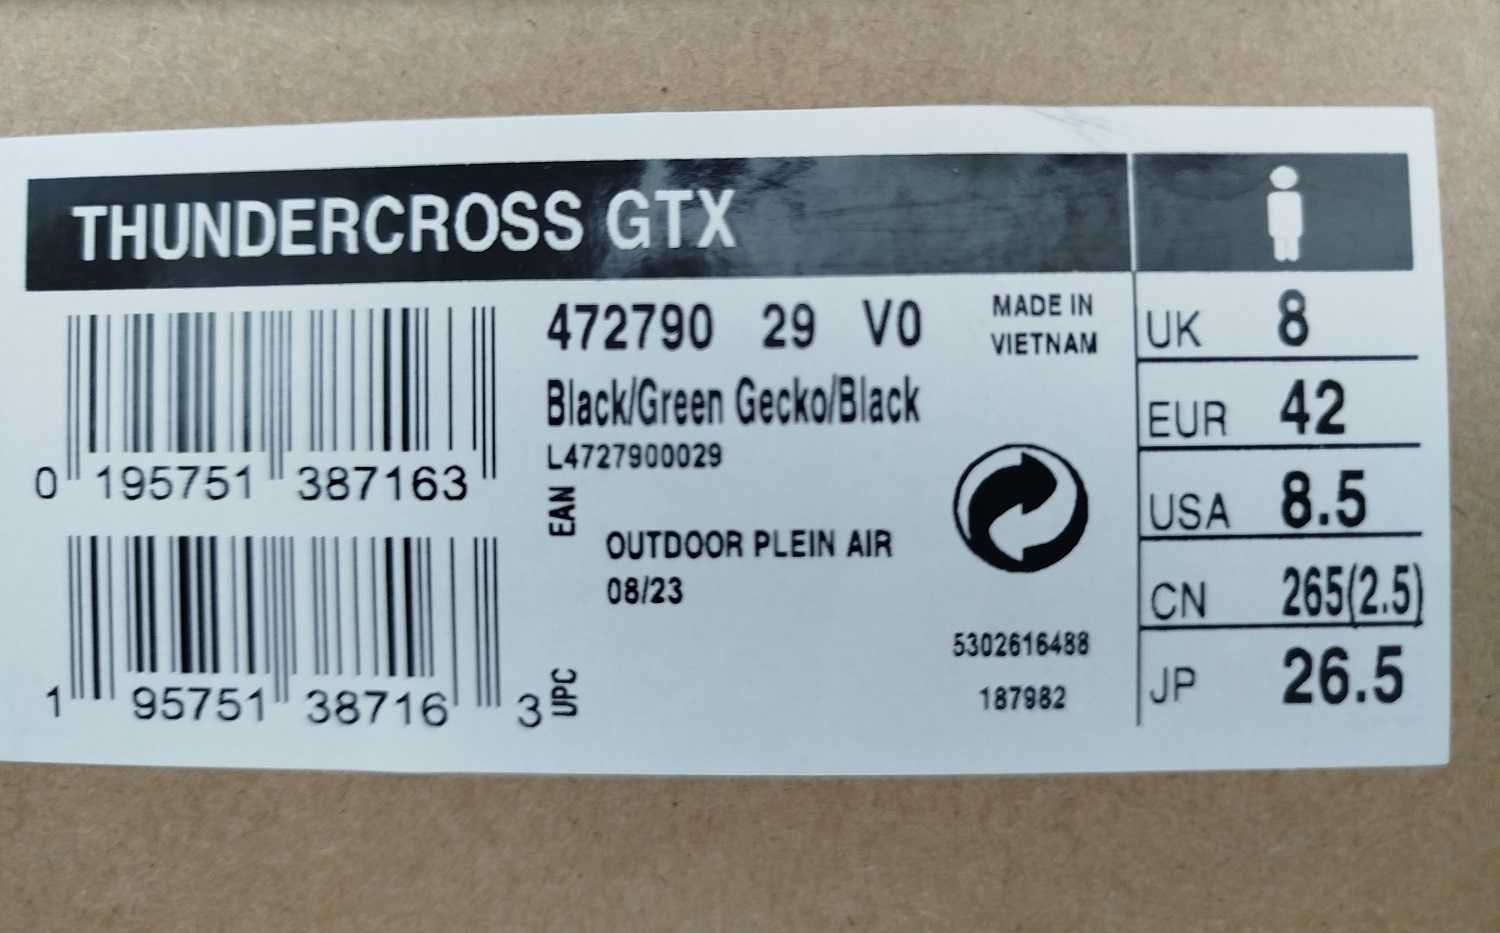 THUNDERCROSS GTX
0 195751 387163
EAN
1 95751 38716 3
UPC
472790 29 V0
Black/Green Gecko/Black
L4727900029
OUTDOOR PLEIN AIR
08/23
MADE IN
VIETNAM
5302616488
187982
UK 8
EUR 42
USA 8.5
CN 265(2.5)
JP 26.5